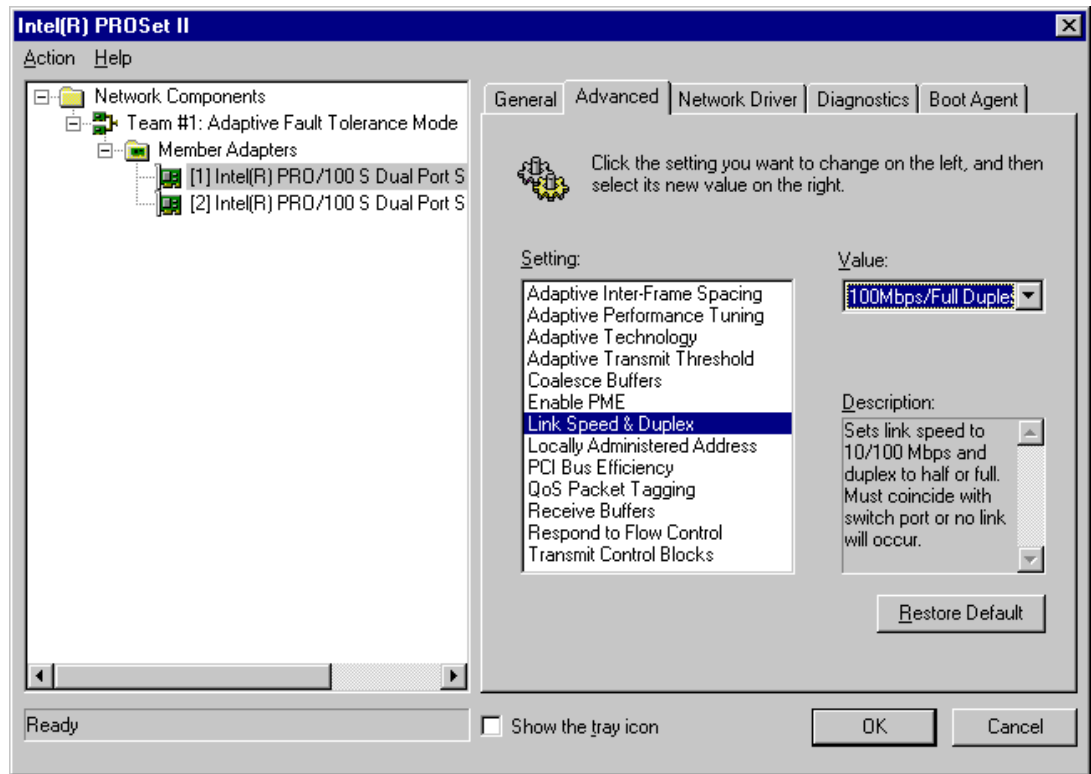 Intel(R) PROSet II
Action Help
Network Components
Team #1: Adaptive Fault Tolerance Mode
Member Adapters
[1] Intel(R) PRO/100 S Dual Port S
[2] Intel(R) PRO/100 S Dual Port S
General Advanced Network Driver Diagnostics Boot Agent
Click the setting you want to change on the left, and then
select its new value on the right.
Setting:
Adaptive Inter-Frame Spacing
Adaptive Performance Tuning
Adaptive Technology
Adaptive Transmit Threshold
Coalesce Buffers
Enable PME
Link Speed & Duplex
Locally Administered Address
PCI Bus Efficiency
QoS Packet Tagging
Receive Buffers
Respond to Flow Control
Transmit Control Blocks
Value:
100Mbps/Full Duplex
Description:
Sets link speed to
10/100 Mbps and
duplex to half or full.
Must coincide with
switch port or no link
will occur.
Restore Default
Ready
Show the tray icon
OK Cancel